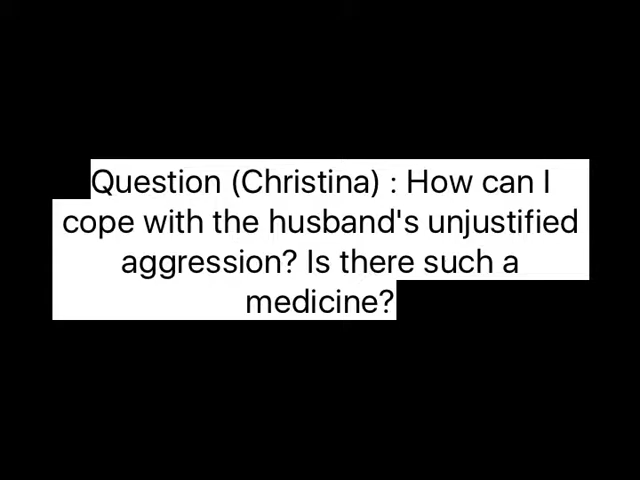 Question (Christina) : How can I
cope with the husband's unjustified
aggression? Is there such a
medicine?